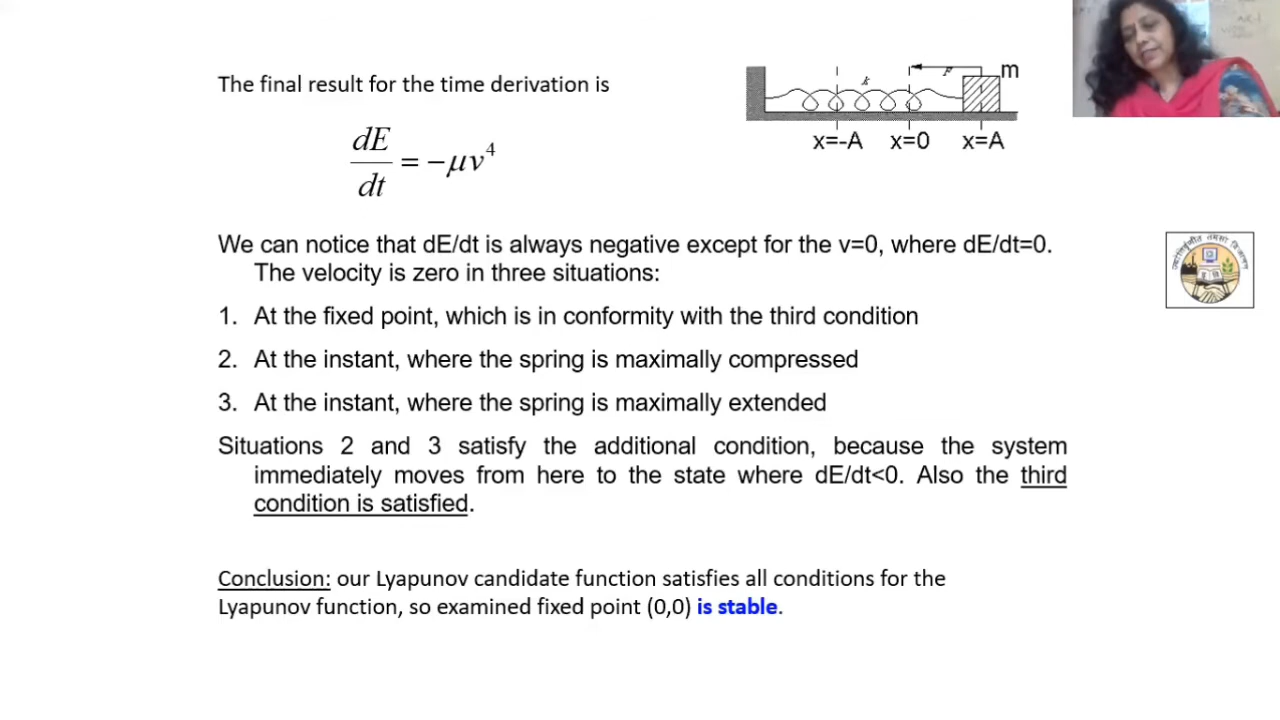 The final result for the time derivation is
dE/dt = −μv⁴
k
F
m
x=-A x=0 x=A
We can notice that dE/dt is always negative except for the v=0, where dE/dt=0.
The velocity is zero in three situations:
1. At the fixed point, which is in conformity with the third condition
2. At the instant, where the spring is maximally compressed
3. At the instant, where the spring is maximally extended
Situations 2 and 3 satisfy the additional condition, because the system
immediately moves from here to the state where dE/dt<0. Also the third
condition is satisfied.
Conclusion: our Lyapunov candidate function satisfies all conditions for the
Lyapunov function, so examined fixed point (0,0) is stable.